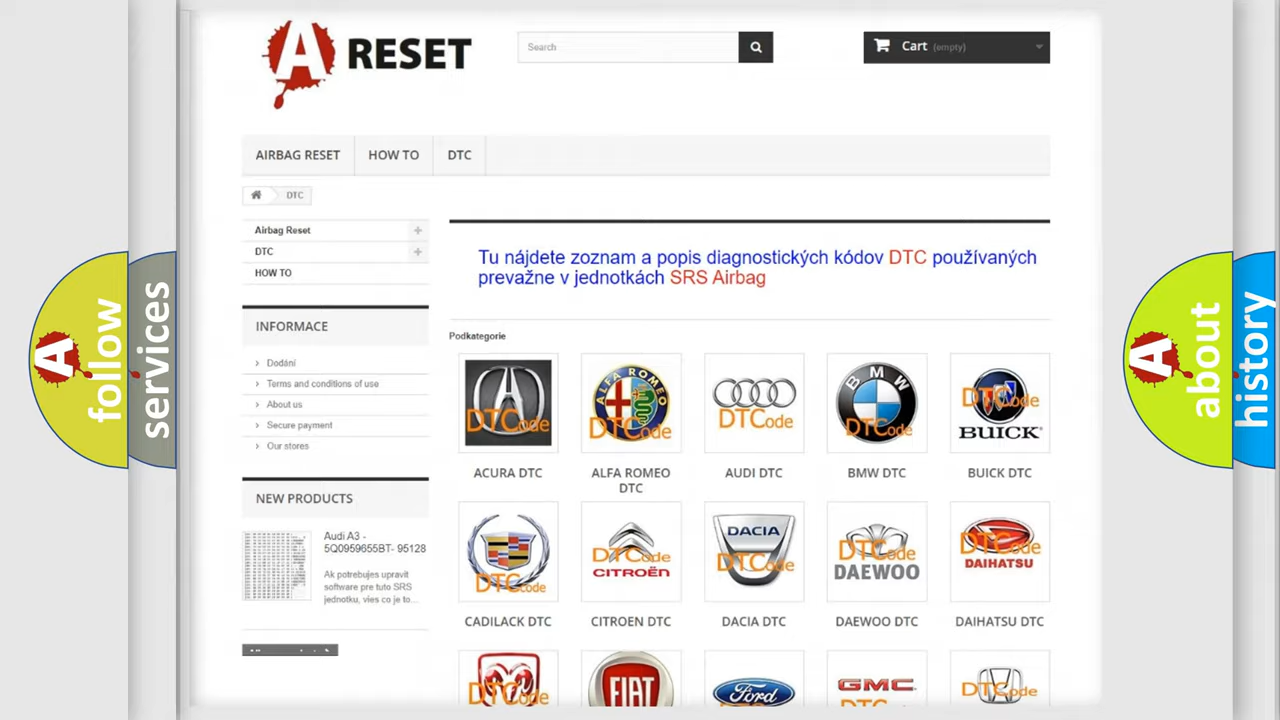 A RESET
Search
Cart (empty)
AIRBAG RESET
HOW TO
DTC
DTC
Airbag Reset
DTC
HOW TO
INFORMACE
Dodání
Terms and conditions of use
About us
Secure payment
Our stores
NEW PRODUCTS
Audi A3 -
5Q0959655BT- 95128
Ak potrebujes upravit
software pre tuto SRS
jednotku, vies co je to...
Tu nájdete zoznam a popis diagnostických kódov DTC používaných
prevažne v jednotkách SRS Airbag
Podkategorie
DTCode
ALFA ROMEO
DTCode
DTCode
BMW
DTCode
DTCode
BUICK
ACURA DTC
ALFA ROMEO
DTC
AUDI DTC
BMW DTC
BUICK DTC
DTCode
DTCode
CITROËN
DACIA
DTCode
DTCode
DAEWOO
DTCode
DAIHATSU
CADILACK DTC
CITROEN DTC
DACIA DTC
DAEWOO DTC
DAIHATSU DTC
DTCode
FIAT
Ford
GMC
DTCode
A
follow
services
A
about
history